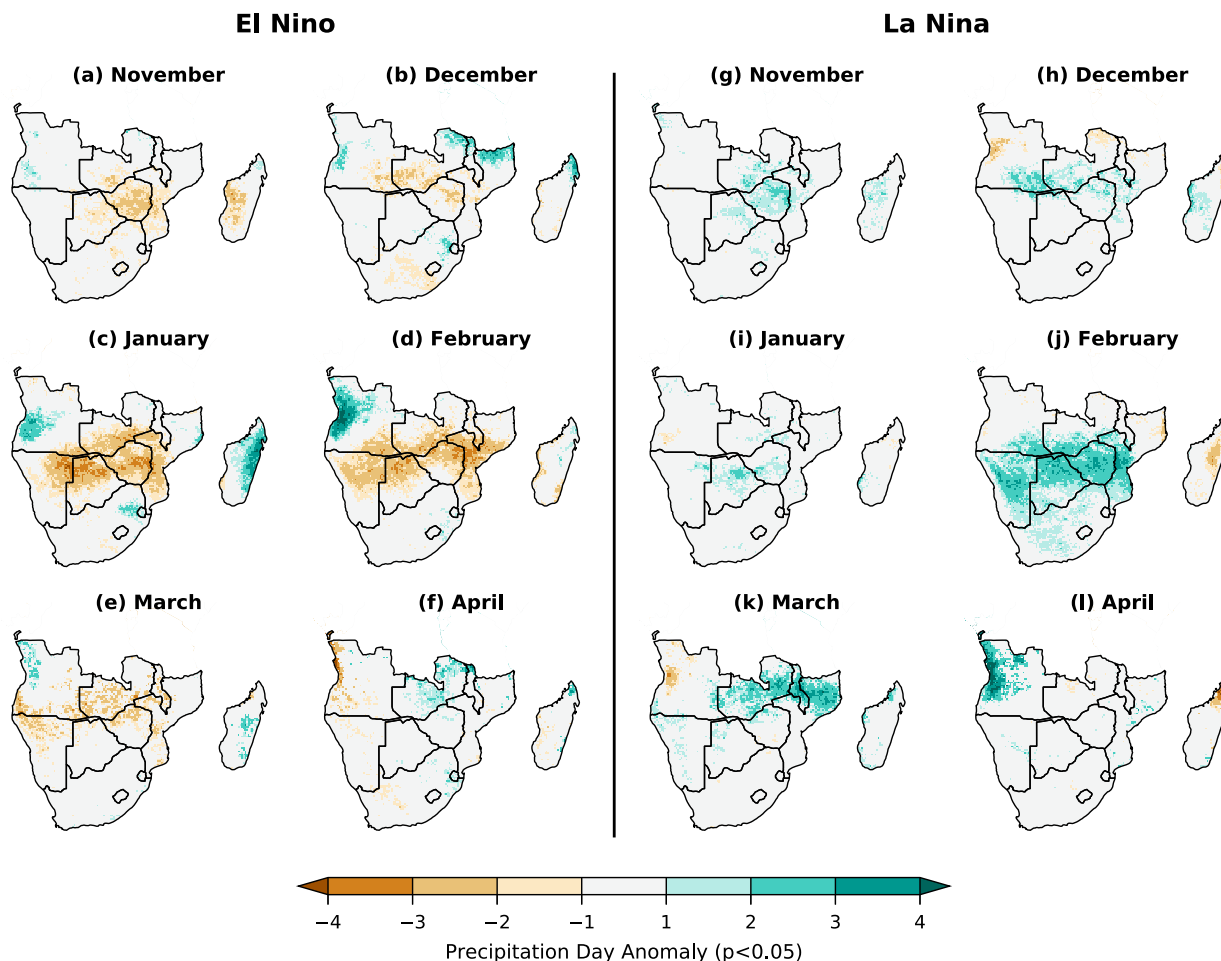 El Nino
La Nina
(a) November
(b) December
(g) November
(h) December
(c) January
(d) February
(i) January
(j) February
(e) March
(f) April
(k) March
(l) April
−4 −3 −2 −1 1 2 3 4
Precipitation Day Anomaly (p<0.05)